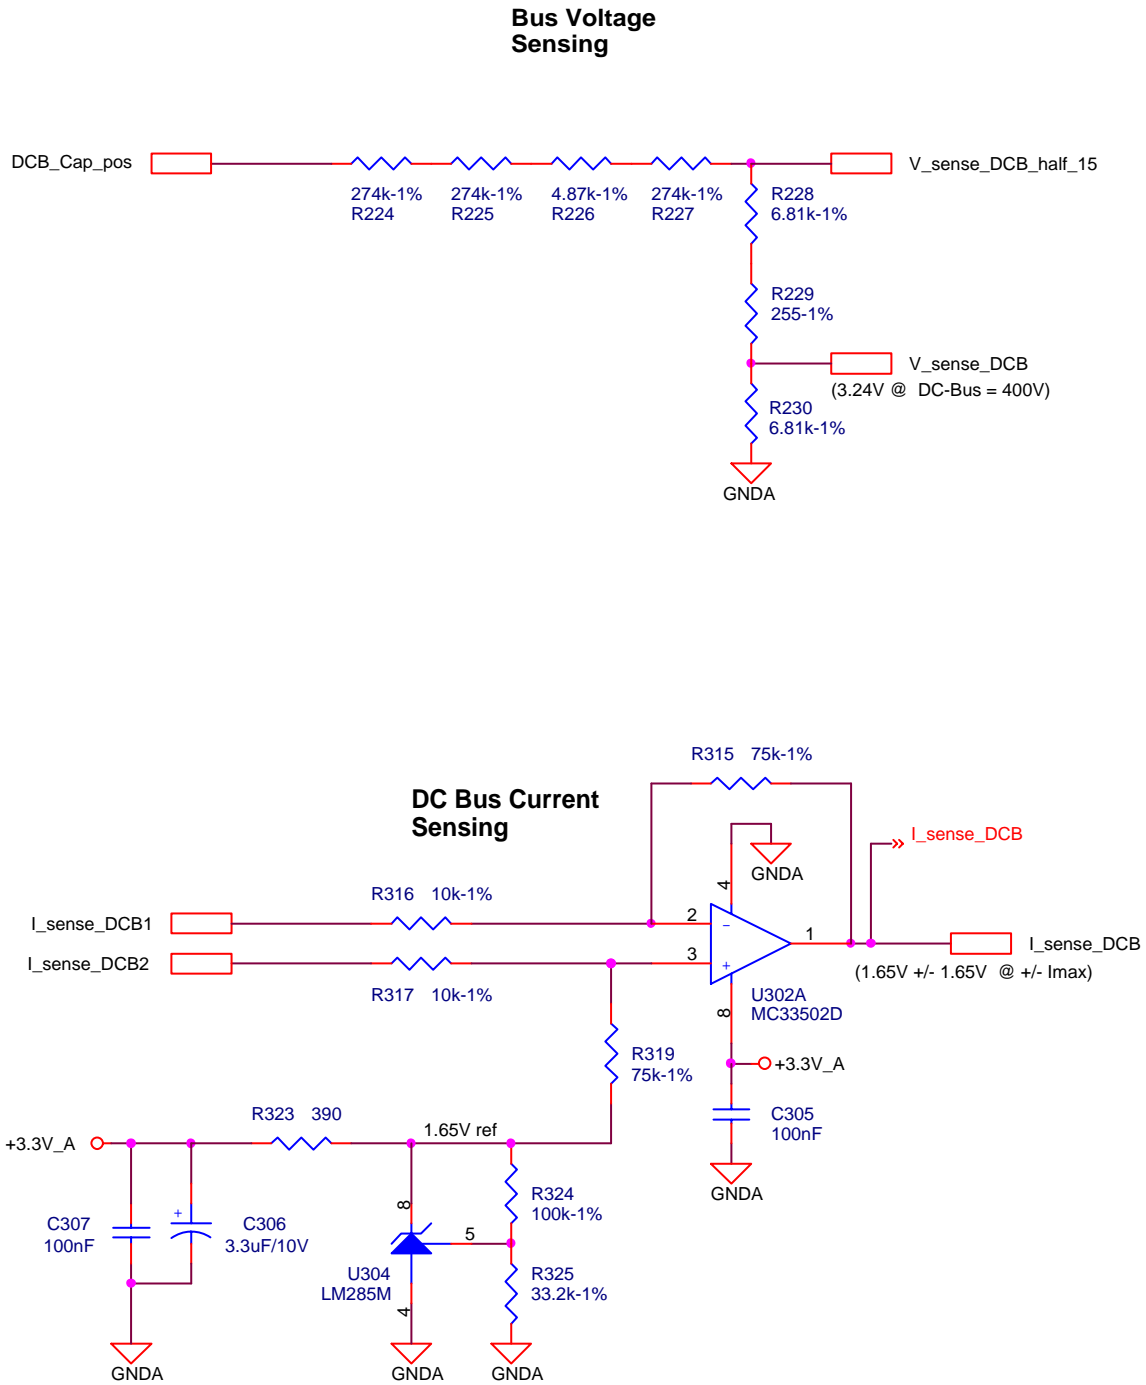 Bus Voltage
Sensing
DCB_Cap_pos
V_sense_DCB_half_15
274k-1% 274k-1% 4.87k-1% 274k-1%
R224 R225 R226 R227
R228
6.81k-1%
R229
255-1%
V_sense_DCB
(3.24V @ DC-Bus = 400V)
R230
6.81k-1%
GNDA
R315 75k-1%
DC Bus Current
Sensing
I_sense_DCB
GNDA
4
R316 10k-1%
I_sense_DCB1
2
−
1
I_sense_DCB
I_sense_DCB2
3
+
(1.65V +/- 1.65V @ +/- Imax)
R317 10k-1%
U302A
MC33502D
8
R319
75k-1%
+3.3V_A
R323 390
C305
100nF
+3.3V_A
1.65V ref
GNDA
8
R324
100k-1%
C307
100nF
+
C306
3.3uF/10V
5
U304
LM285M
R325
33.2k-1%
4
GNDA GNDA GNDA